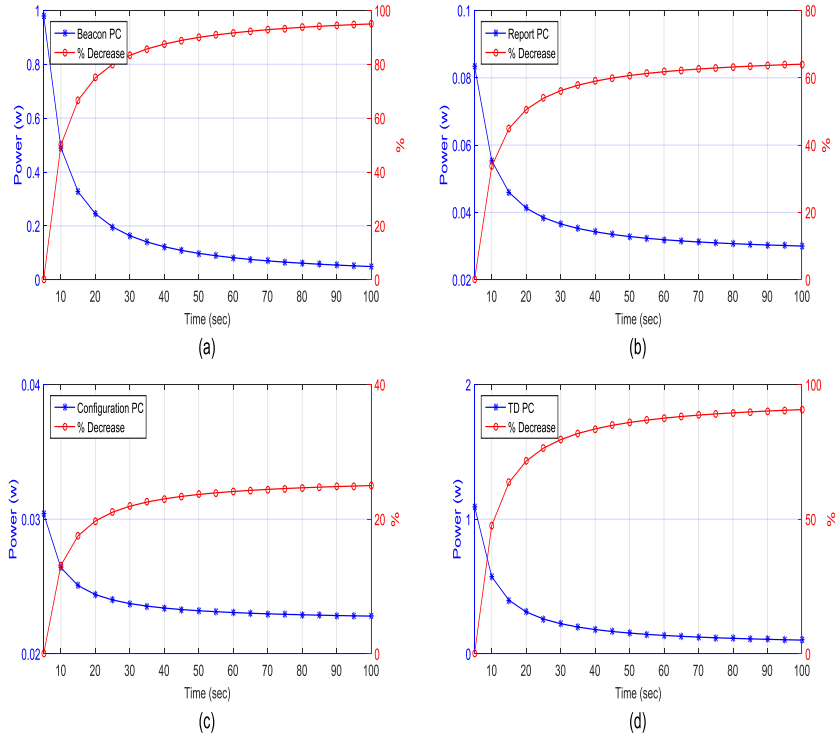 1 0.8 0.6 0.4 0.2 0
Power (w)
Beacon PC
% Decrease
100 80 60 40 20 0
%
10 20 30 40 50 60 70 80 90 100
Time (sec)
(a)
0.1 0.08 0.06 0.04 0.02
Power (w)
Report PC
% Decrease
80 60 40 20 0
%
10 20 30 40 50 60 70 80 90 100
Time (sec)
(b)
0.04 0.03 0.02
Power (w)
Configuration PC
% Decrease
40 20 0
%
10 20 30 40 50 60 70 80 90 100
Time (sec)
(c)
2 1 0
Power (w)
TD PC
% Decrease
100 50 0
%
10 20 30 40 50 60 70 80 90 100
Time (sec)
(d)